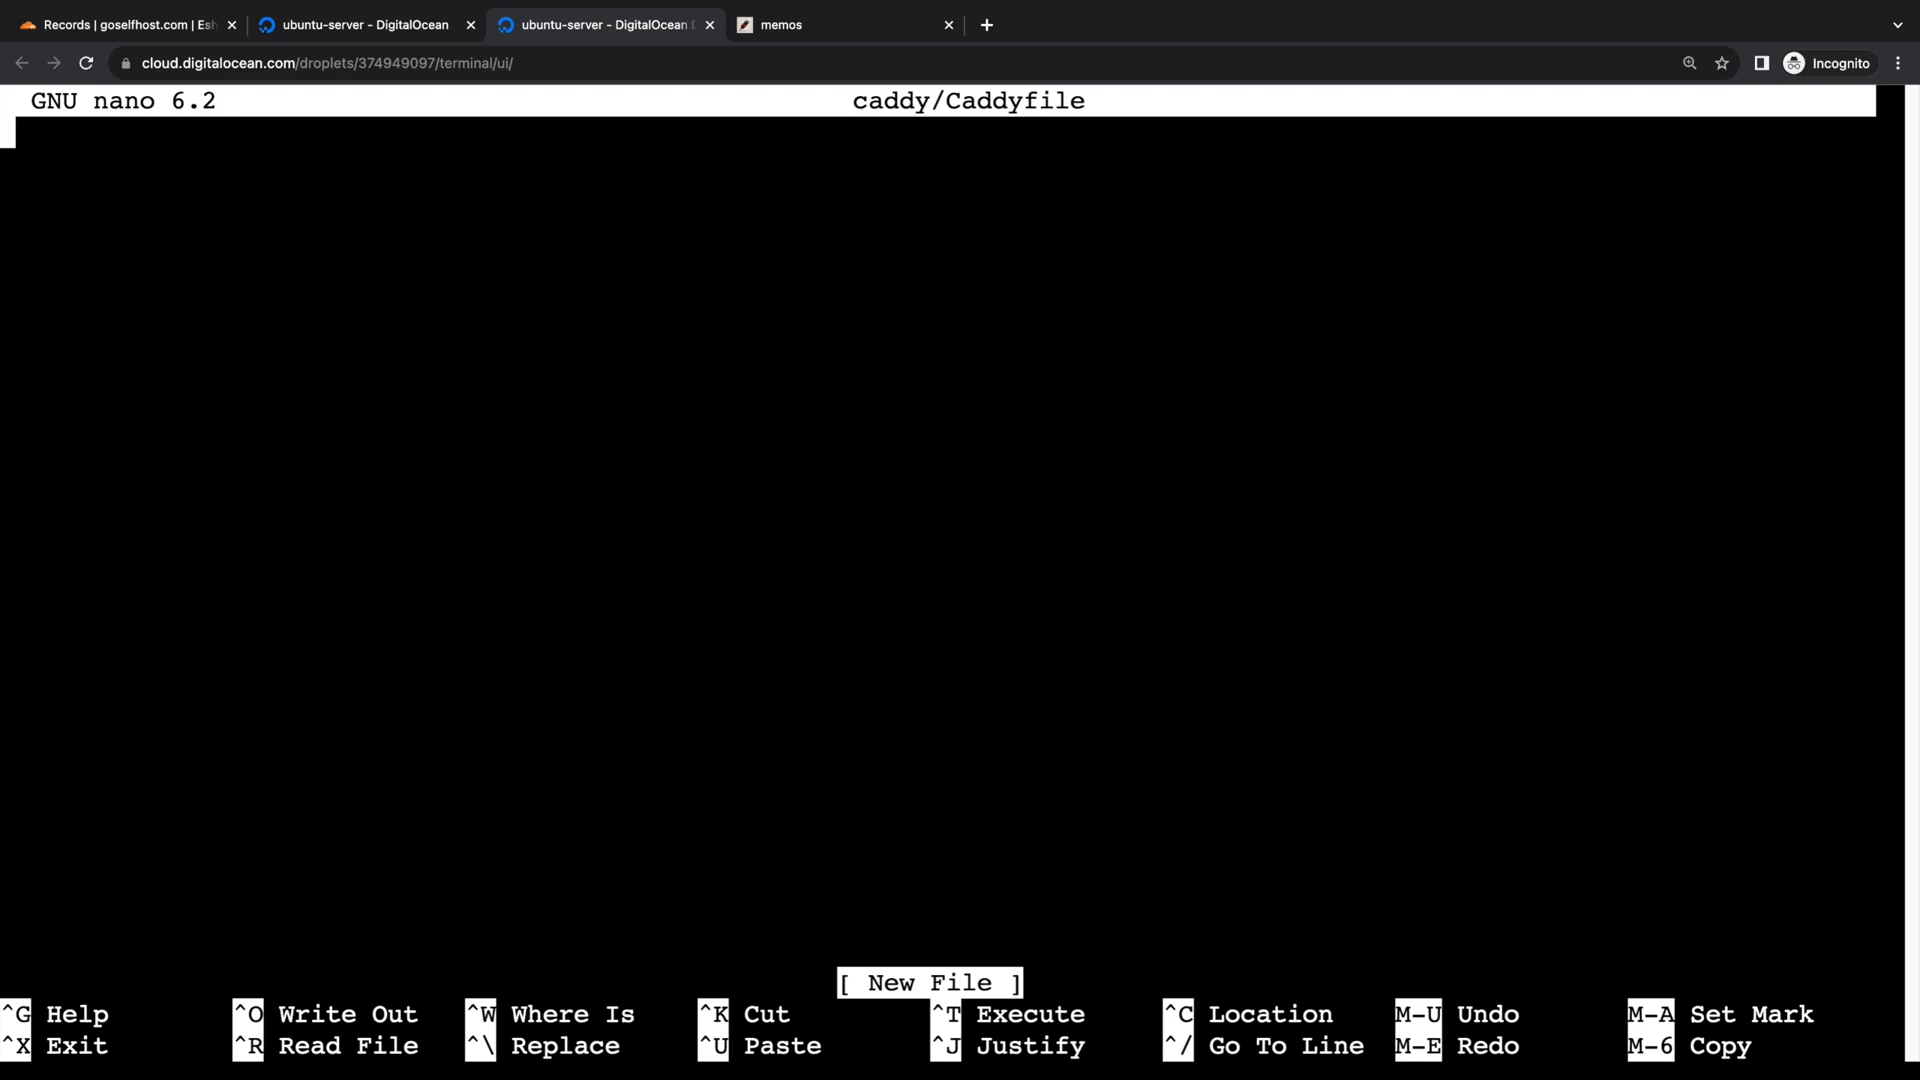 Records | goselfhost.com | Esh
ubuntu-server - DigitalOcean
ubuntu-server - DigitalOcean D
memos
cloud.digitalocean.com/droplets/374949097/terminal/ui/
Incognito
GNU nano 6.2 caddy/Caddyfile
[ New File ]
^G Help ^O Write Out ^W Where Is ^K Cut ^T Execute ^C Location M-U Undo M-A Set Mark
^X Exit ^R Read File ^\ Replace ^U Paste ^J Justify ^/ Go To Line M-E Redo M-6 Copy